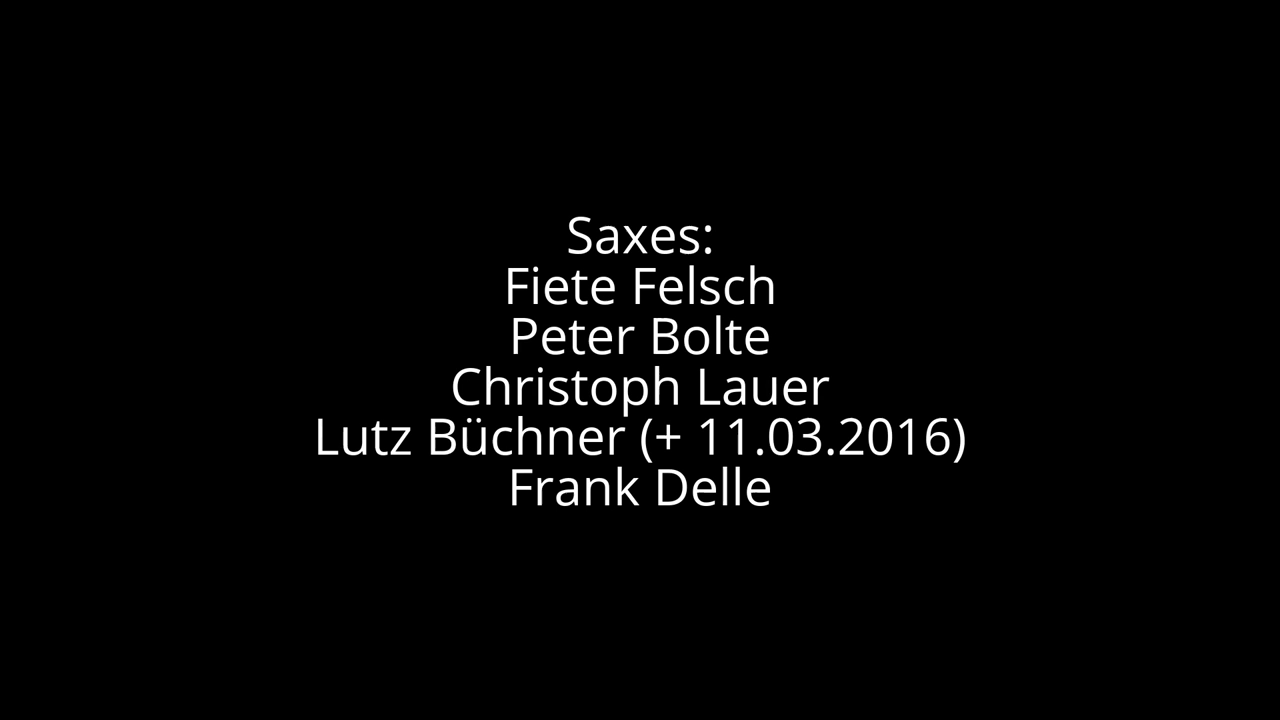 Saxes:
Fiete Felsch
Peter Bolte
Christoph Lauer
Lutz Büchner (+ 11.03.2016)
Frank Delle